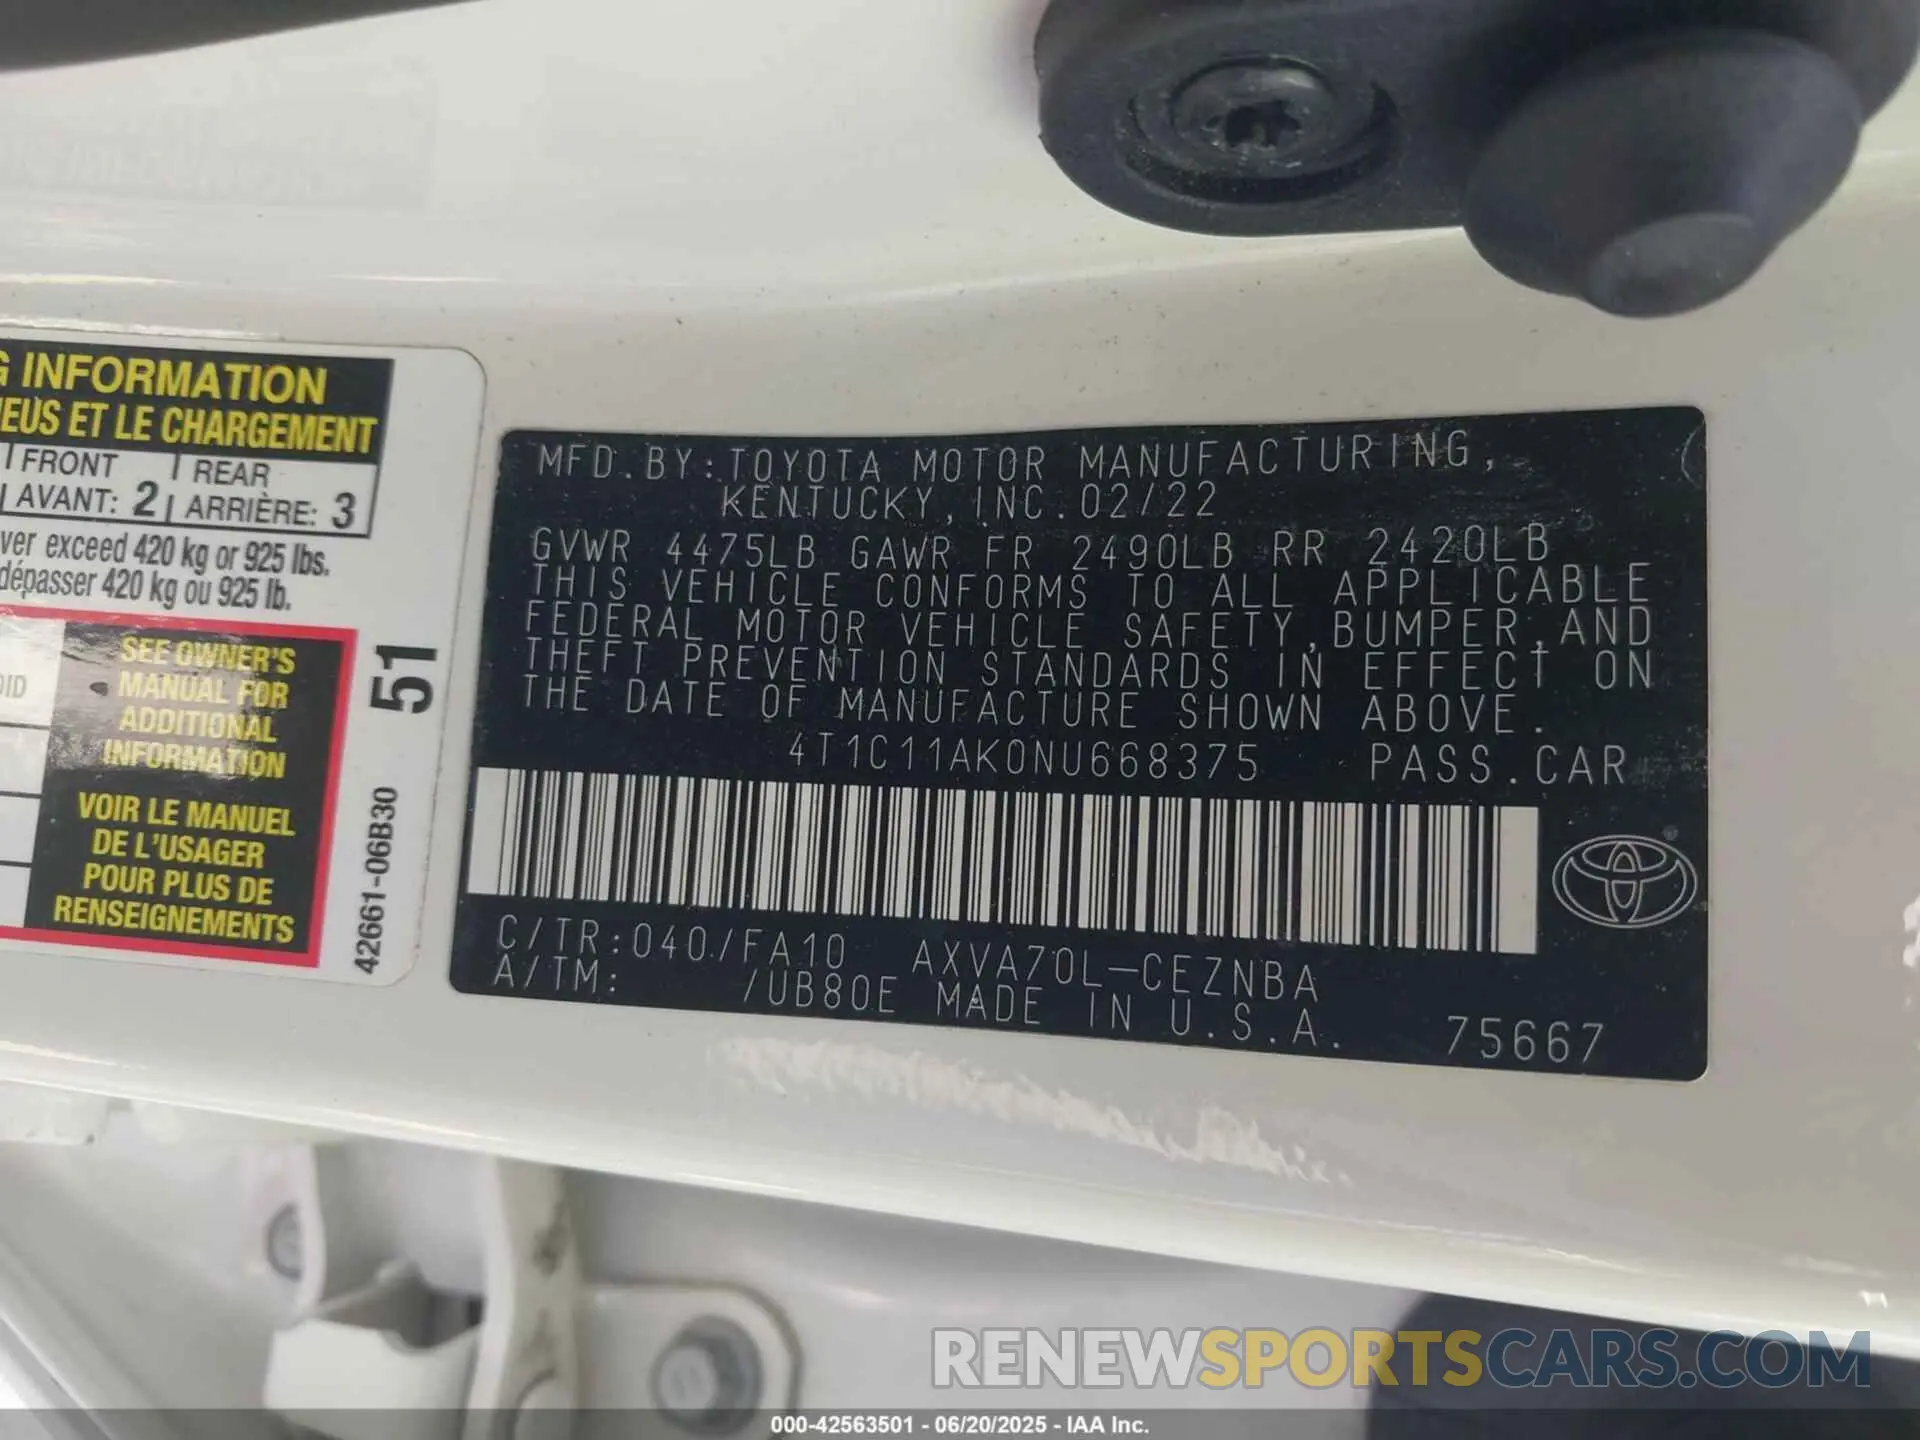 G INFORMATION
EUS ET LE CHARGEMENT
FRONT REAR
AVANT: 2 ARRIÈRE: 3
ver exceed 420 kg or 925 lbs.
dépasser 420 kg ou 925 lb.
SEE OWNER'S
MANUAL FOR
ADDITIONAL
INFORMATION
VOIR LE MANUEL
DE L'USAGER
POUR PLUS DE
RENSEIGNEMENTS
51
42661-06B30
MFD.BY:TOYOTA MOTOR MANUFACTURING,
KENTUCKY,INC.02/22
GVWR 4475LB GAWR FR 2490LB RR 2420LB
THIS VEHICLE CONFORMS TO ALL APPLICABLE
FEDERAL MOTOR VEHICLE SAFETY,BUMPER,AND
THEFT PREVENTION STANDARDS IN EFFECT ON
THE DATE OF MANUFACTURE SHOWN ABOVE.
4T1C11AK0NU668375 PASS.CAR
C/TR:040/FA10 AXVA70L-CEZNBA
A/TM: /UB80E MADE IN U.S.A. 75667
RENEWSPORTSCARS.COM
000-42563501 - 06/20/2025 - IAA Inc.